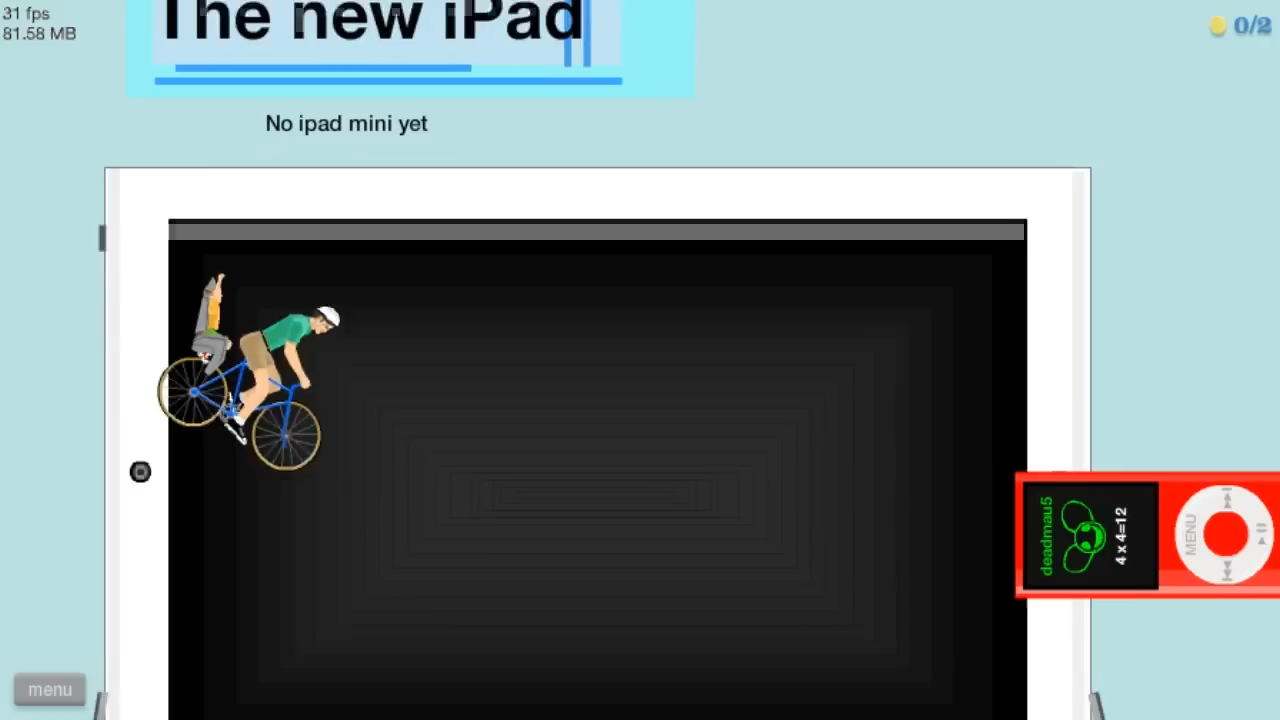 31 fps
81.58 MB
The new iPad
0/2
No ipad mini yet
deadmau5
4 x 4=12
MENU
menu